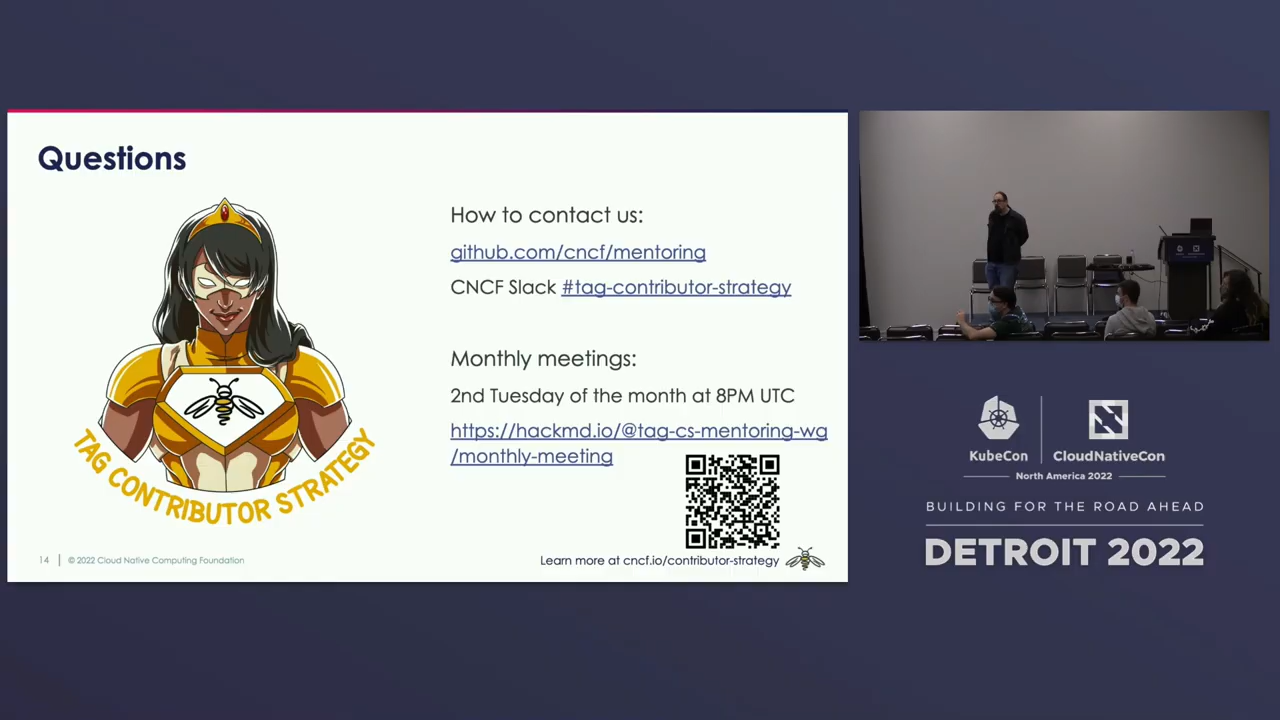 Questions
How to contact us:
github.com/cncf/mentoring
CNCF Slack #tag-contributor-strategy
Monthly meetings:
2nd Tuesday of the month at 8PM UTC
https://hackmd.io/@tag-cs-mentoring-wg
/monthly-meeting
TAG CONTRIBUTOR STRATEGY
14 | © 2022 Cloud Native Computing Foundation
Learn more at cncf.io/contributor-strategy
KubeCon
CloudNativeCon
North America 2022
BUILDING FOR THE ROAD AHEAD
DETROIT 2022